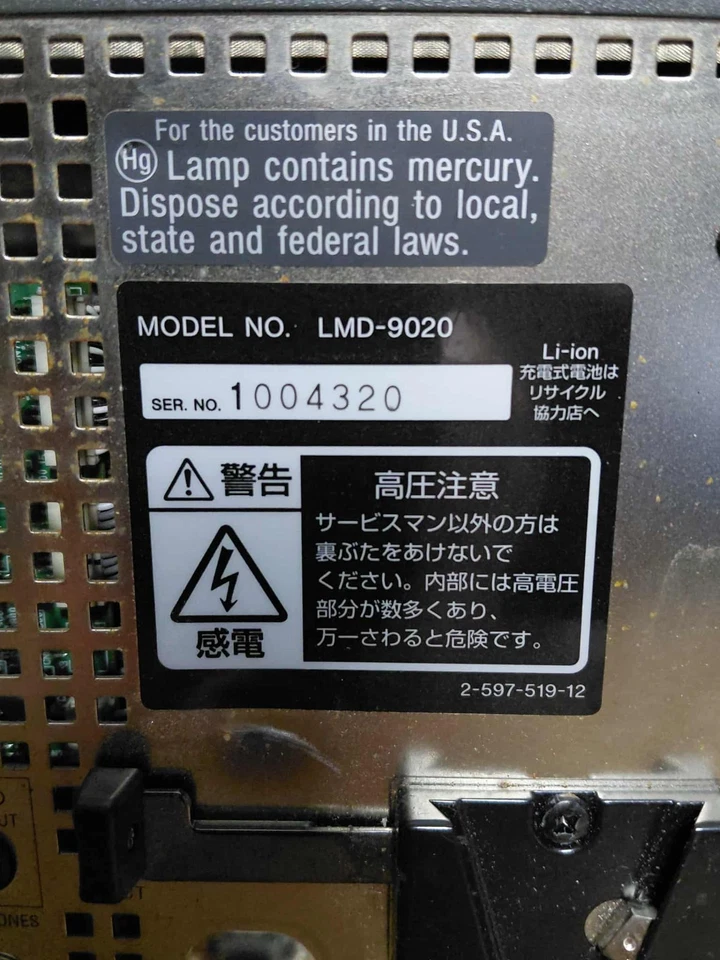 For the customers in the U.S.A.
Hg Lamp contains mercury.
Dispose according to local,
state and federal laws.
MODEL NO. LMD-9020
SER. NO. 1004320
Li-ion
充電式電池は
リサイクル
協力店へ
警告
感電
高圧注意
サービスマン以外の方は
裏ぶたをあけないで
ください。内部には高電圧
部分が数多くあり、
万一さわると危険です。
2-597-519-12